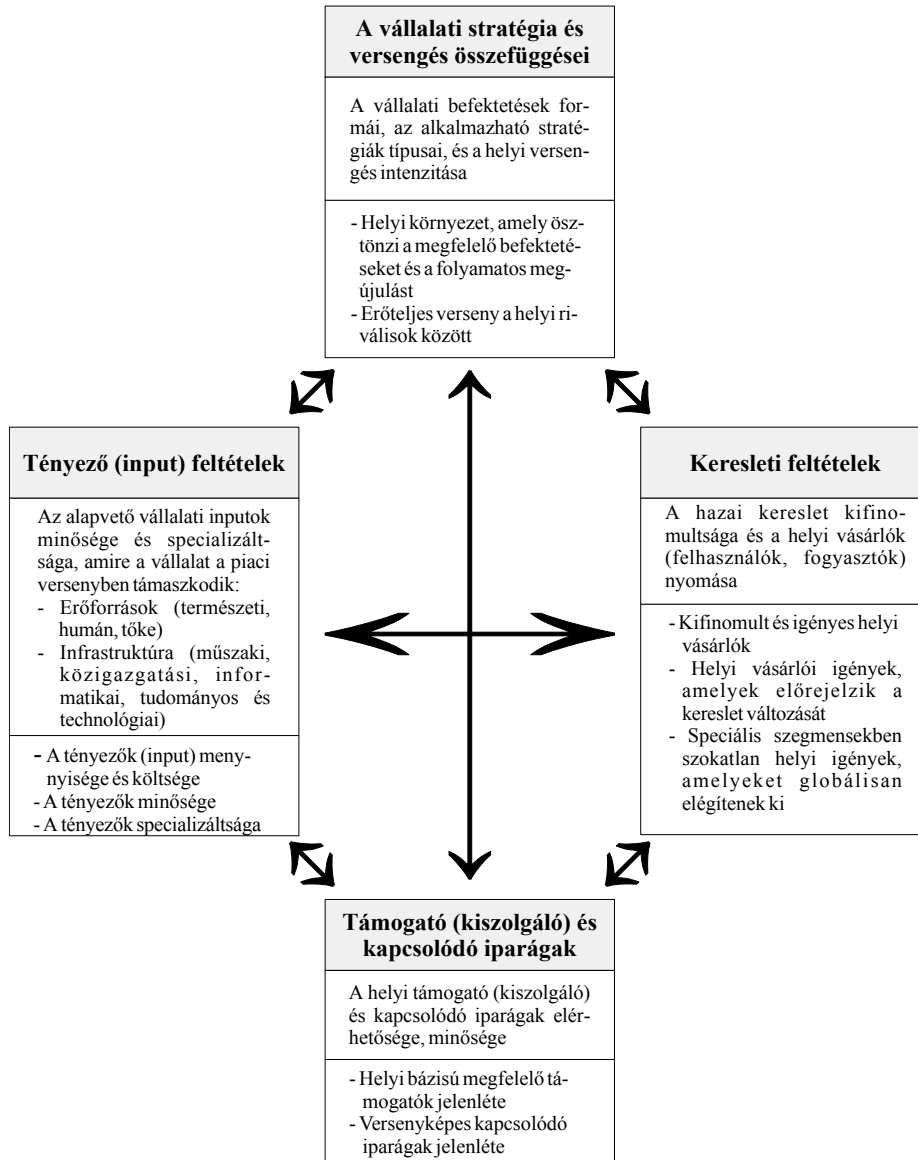 A vállalati stratégia és
versengés összefüggései
A vállalati befektetések for-
mái, az alkalmazható straté-
giák típusai, és a helyi versen-
gés intenzitása
- Helyi környezet, amely ösz-
tönzi a megfelelő befekteté-
seket és a folyamatos meg-
újulást
- Erőteljes verseny a helyi ri-
válisok között
Tényező (input) feltételek
Az alapvető vállalati inputok
minősége és specializált-
sága, amire a vállalat a piaci
versenyben támaszkodik:
- Erőforrások (természeti,
humán, tőke)
- Infrastruktúra (műszaki,
közigazgatási, infor-
matikai, tudományos és
technológiai)
- A tényezők (input) meny-
nyisége és költsége
- A tényezők minősége
- A tényezők specializáltsága
Keresleti feltételek
A hazai kereslet kifino-
multsága és a helyi vásárlók
(felhasználók, fogyasztók)
nyomása
- Kifinomult és igényes helyi
vásárlók
- Helyi vásárlói igények,
amelyek előrejelzik a
kereslet változását
- Speciális szegmensekben
szokatlan helyi igények,
amelyeket globálisan
elégítenek ki
Támogató (kiszolgáló) és
kapcsolódó iparágak
A helyi támogató (kiszolgáló)
és kapcsolódó iparágak elér-
hetősége, minősége
- Helyi bázisú megfelelő tá-
mogatók jelenléte
- Versenyképes kapcsolódó
iparágak jelenléte